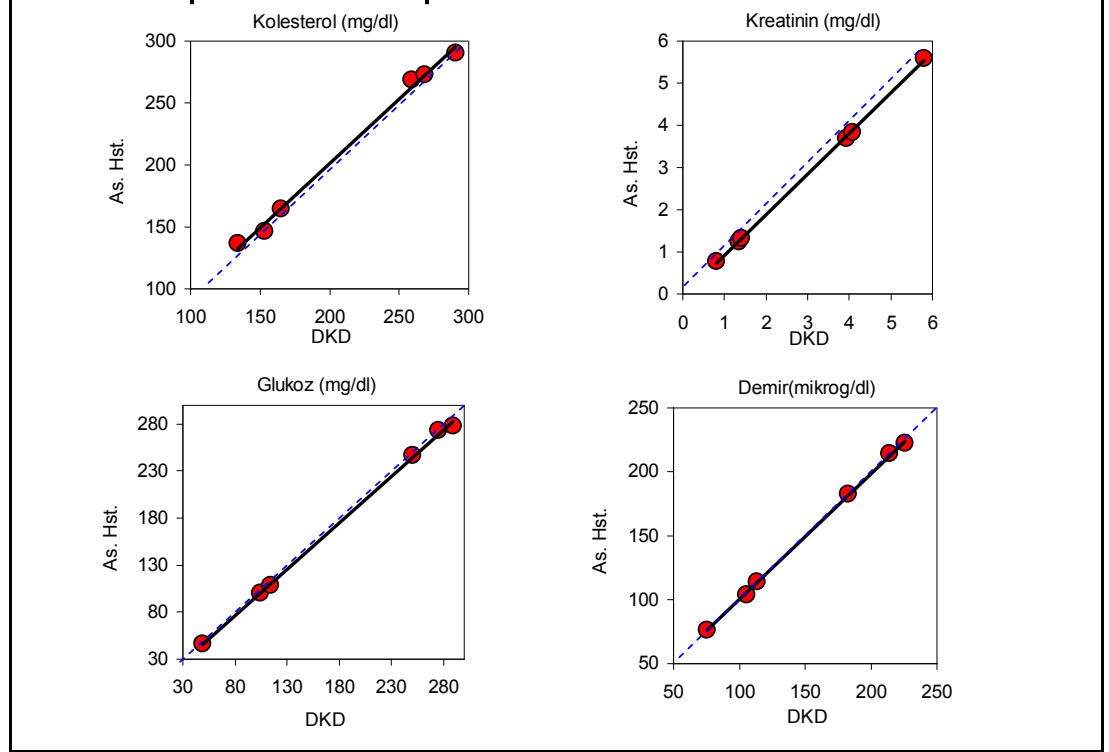 Kolesterol (mg/dl)
300
250
200
150
100
As. Hst.
100 150 200 250 300
DKD
Kreatinin (mg/dl)
6
5
4
3
2
1
0
As. Hst.
0 1 2 3 4 5 6
DKD
Glukoz (mg/dl)
280
230
180
130
80
30
As. Hst.
30 80 130 180 230 280
DKD
Demir(mikrog/dl)
250
200
150
100
50
As. Hst.
50 100 150 200 250
DKD